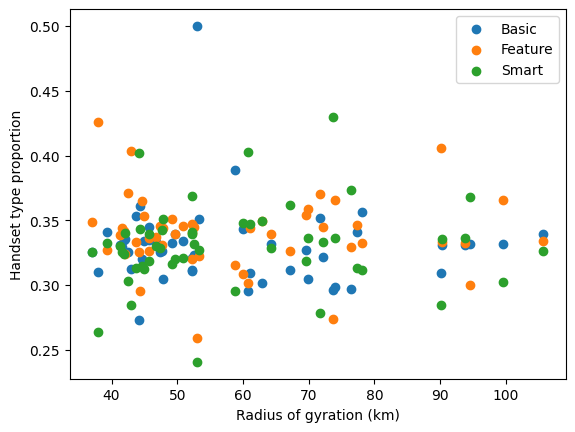 0.50
0.45
0.40
0.35
0.30
0.25
Handset type proportion
Basic
Feature
Smart
40 50 60 70 80 90 100
Radius of gyration (km)